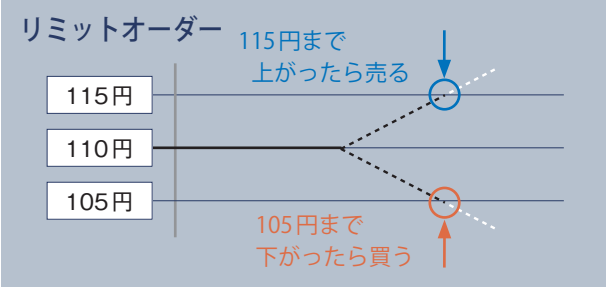 リミットオーダー
115円まで
上がったら売る
115円
110円
105円
105円まで
下がったら買う